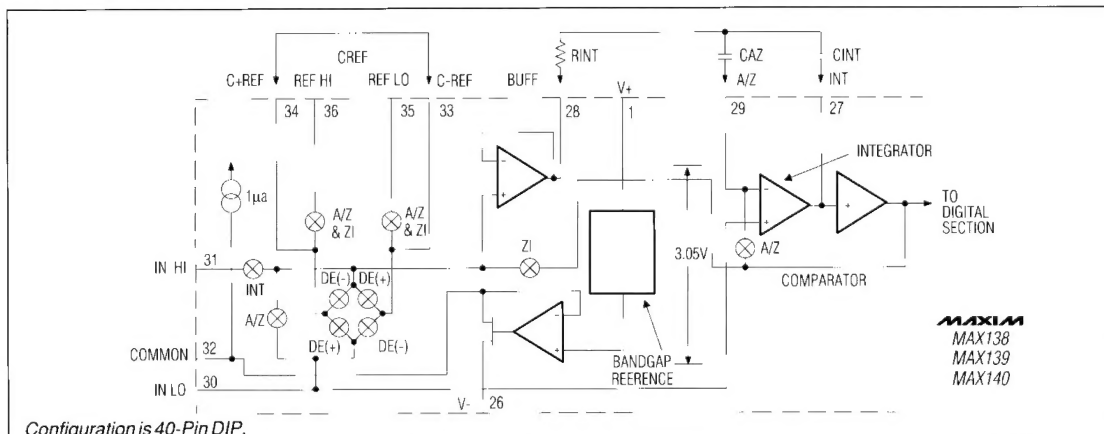 CREF
RINT
CAZ
CINT
C+REF
REF HI
REF LO
C-REF
BUFF
V+
A/Z
INT
34
36
35
33
28
1
29
27
INTEGRATOR
1µa
A/Z
& ZI
A/Z
& ZI
TO
DIGITAL
SECTION
IN HI
31
INT
ZI
3.05V
A/Z
DE(-)
DE(+)
COMPARATOR
A/Z
DE(+)
DE(-)
COMMON
32
BANDGAP
REERENCE
IN LO
30
V-
26
MAXIM
MAX138
MAX139
MAX140
Configuration is 40-Pin DIP.